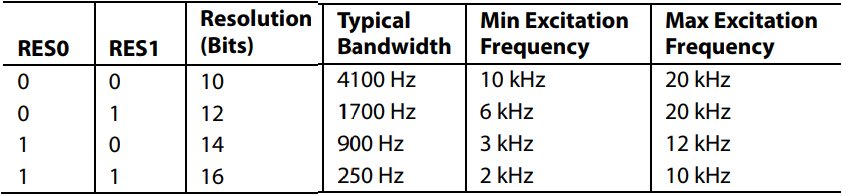 RES0 RES1 Resolution (Bits) Typical Bandwidth Min Excitation Frequency Max Excitation Frequency
0 0 10 4100 Hz 10 kHz 20 kHz
0 1 12 1700 Hz 6 kHz 20 kHz
1 0 14 900 Hz 3 kHz 12 kHz
1 1 16 250 Hz 2 kHz 10 kHz